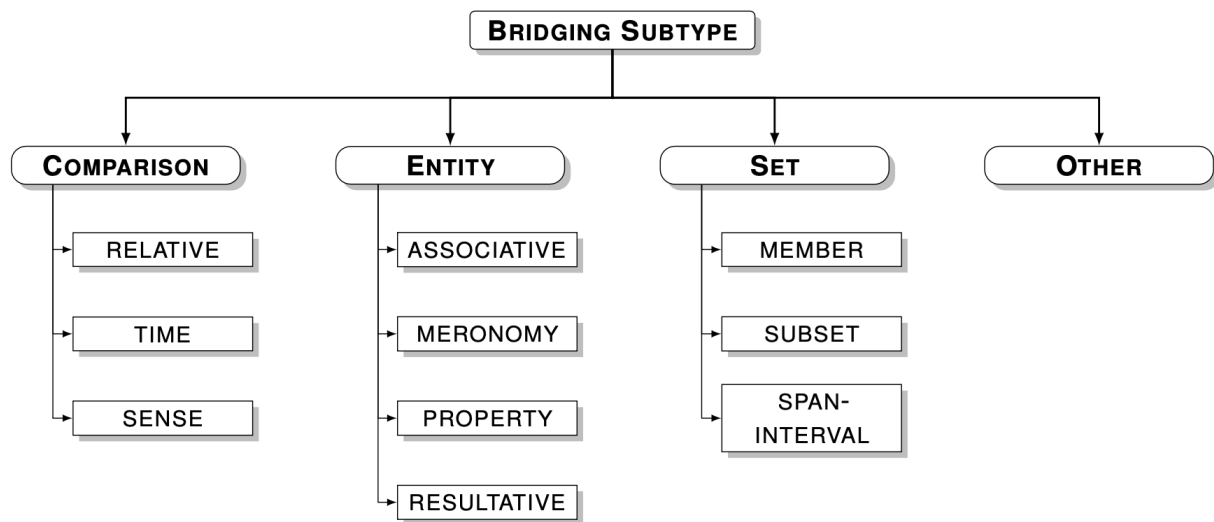 BRIDGING SUBTYPE
COMPARISON
ENTITY
SET
OTHER
RELATIVE
TIME
SENSE
ASSOCIATIVE
MERONOMY
PROPERTY
RESULTATIVE
MEMBER
SUBSET
SPAN-
INTERVAL